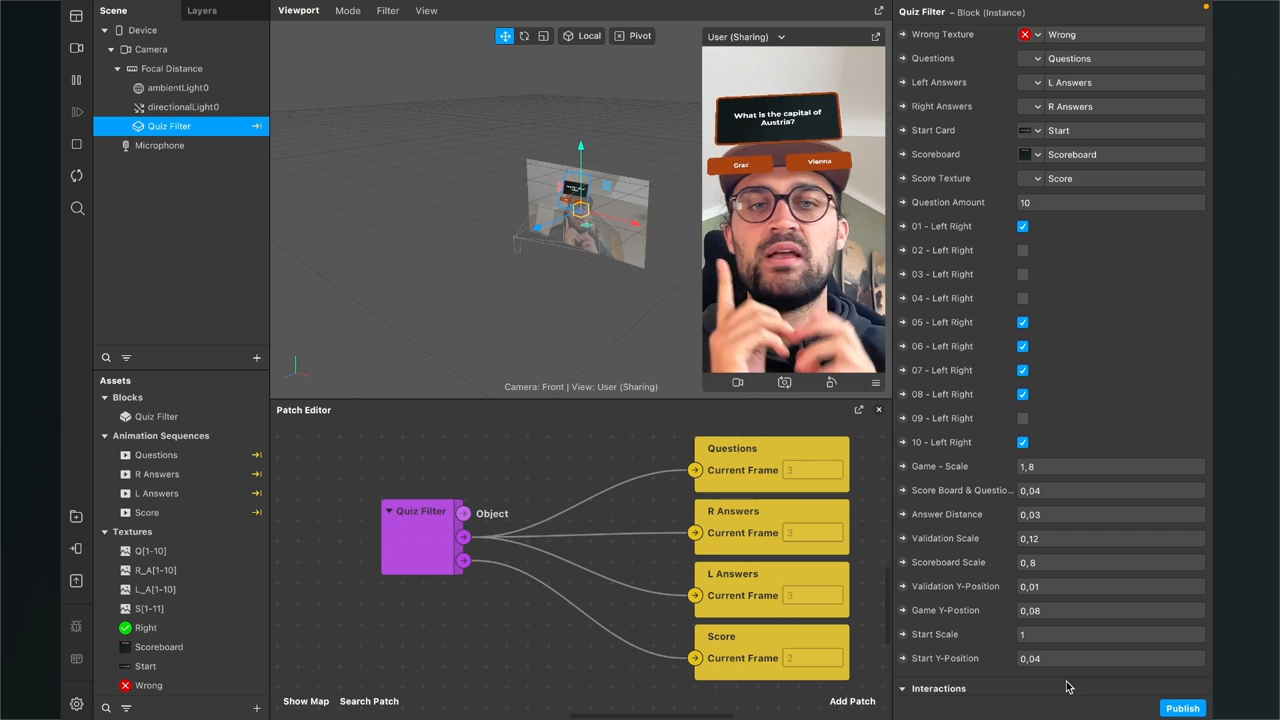 Scene
Layers
Device
Camera
Focal Distance
ambientLight0
directionalLight0
Quiz Filter
Microphone
Assets
Blocks
Quiz Filter
Animation Sequences
Questions
R Answers
L Answers
Score
Textures
Q[1-10]
R_A[1-10]
L_A[1-10]
S[1-11]
Right
Scoreboard
Start
Wrong
Viewport
Mode
Filter
View
Local
Pivot
Camera: Front | View: User (Sharing)
User (Sharing)
What is the capital of
Austria?
Graz
Vienna
Patch Editor
Quiz Filter
Object
Questions
Current Frame 3
R Answers
Current Frame 3
L Answers
Current Frame 3
Score
Current Frame 2
Show Map
Search Patch
Add Patch
Quiz Filter – Block (Instance)
Wrong Texture Wrong
Questions Questions
Left Answers L Answers
Right Answers R Answers
Start Card Start
Scoreboard Scoreboard
Score Texture Score
Question Amount 10
01 - Left Right
02 - Left Right
03 - Left Right
04 - Left Right
05 - Left Right
06 - Left Right
07 - Left Right
08 - Left Right
09 - Left Right
10 - Left Right
Game - Scale 1,8
Score Board & Questio... 0,04
Answer Distance 0,03
Validation Scale 0,12
Scoreboard Scale 0,8
Validation Y-Position 0,01
Game Y-Postion 0,08
Start Scale 1
Start Y-Position 0,04
Interactions
Publish